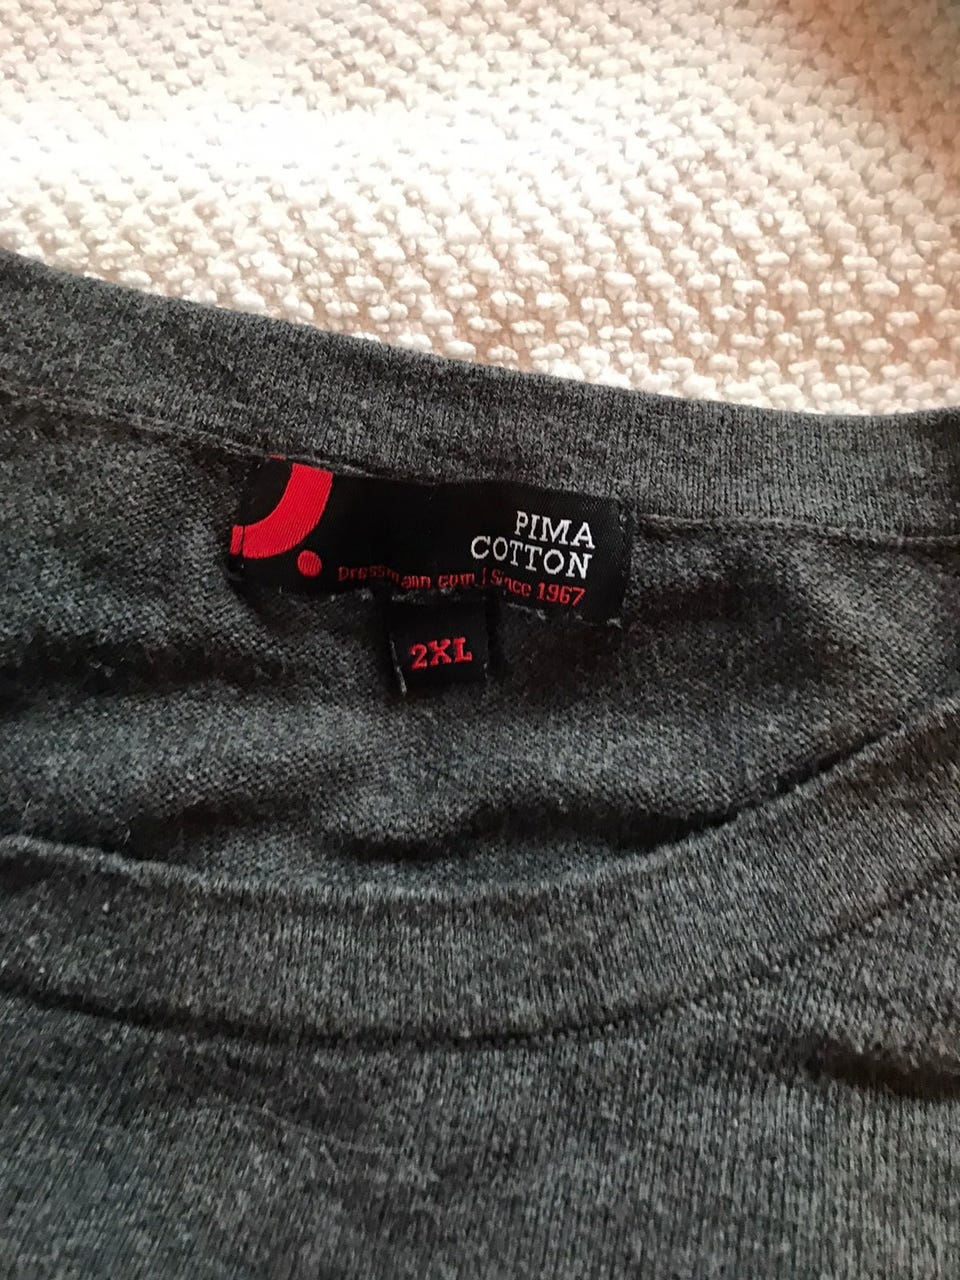 PIMA
COTTON
Dressmann com | Since 1967
2XL